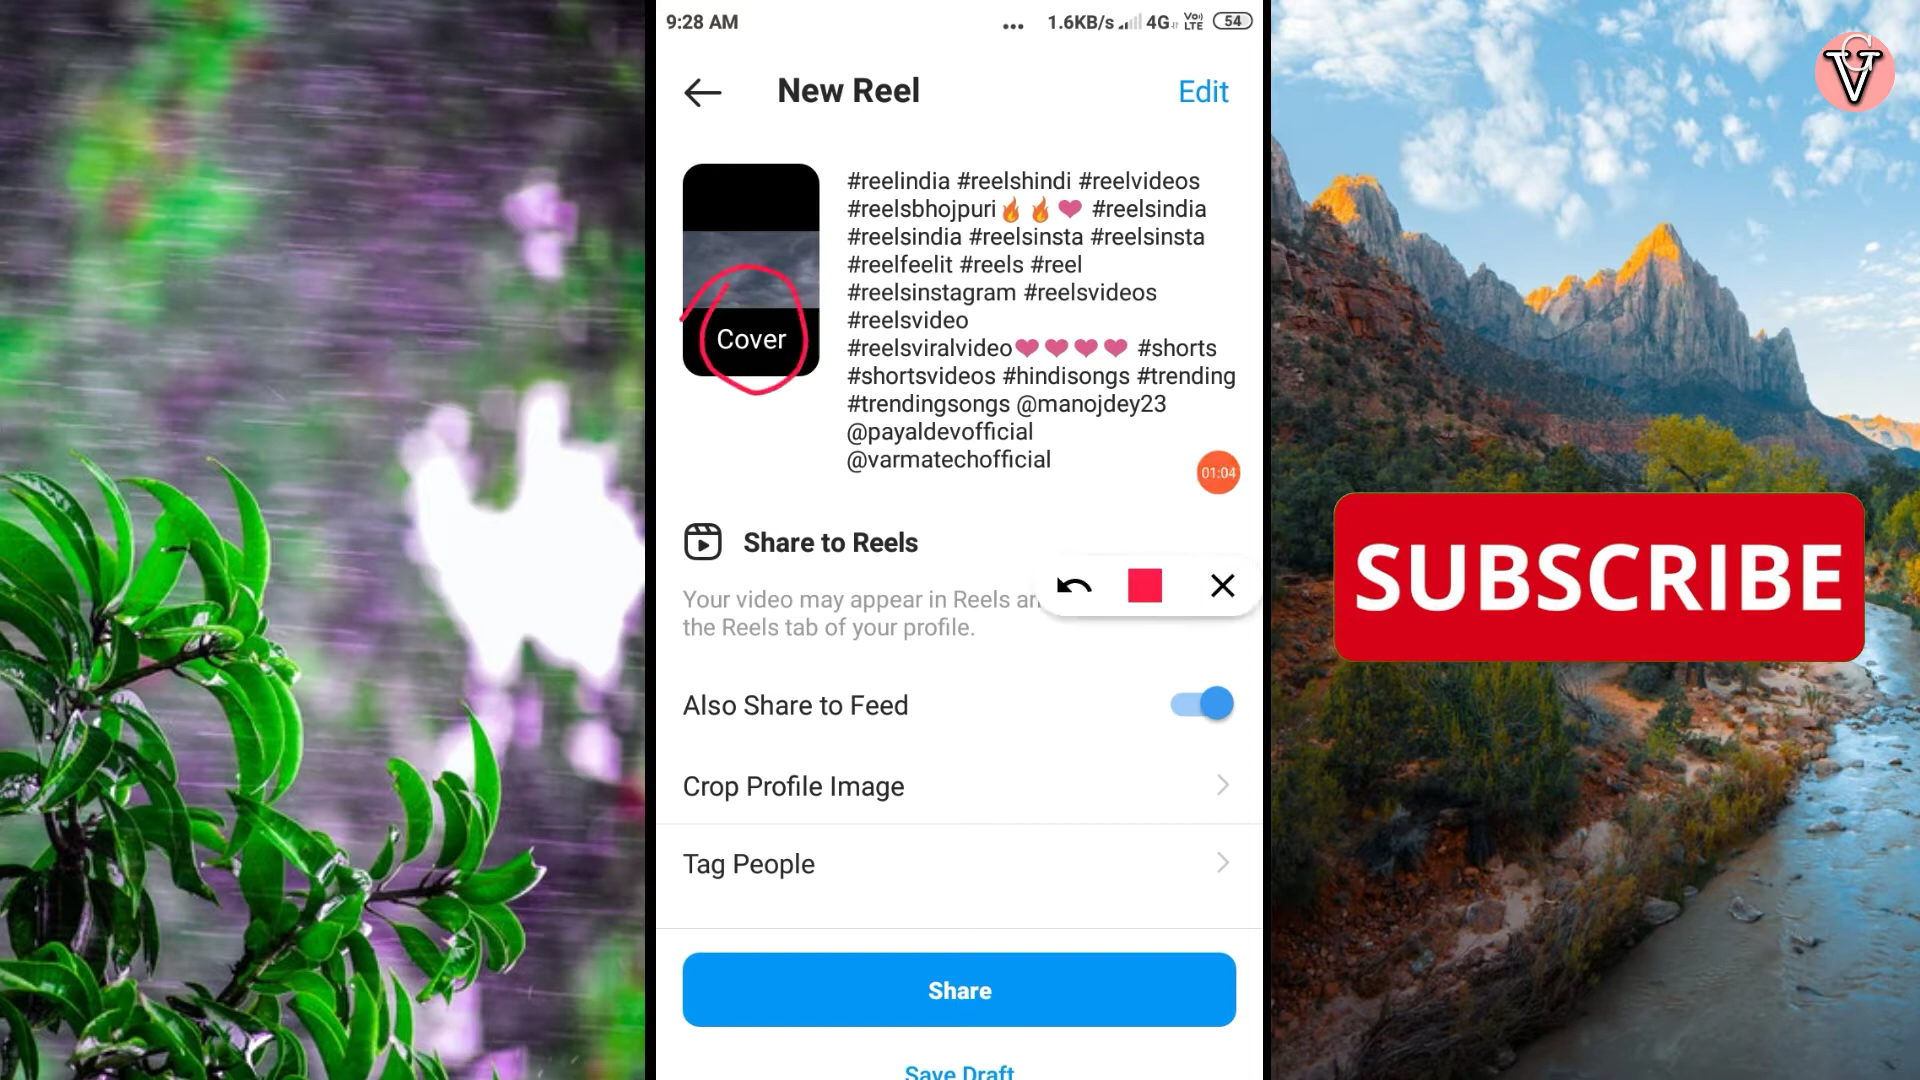 9:28 AM
... 1.6KB/s 4G Vo) LTE 54
New Reel
Edit
#reelindia #reelshindi #reelvideos
#reelsbhojpuri🔥🔥❤ #reelsindia
#reelsindia #reelsinsta #reelsinsta
#reelfeelit #reels #reel
#reelsinstagram #reelsvideos
#reelsvideo
#reelsviralvideo❤❤❤❤ #shorts
#shortsvideos #hindisongs #trending
#trendingsongs @manojdey23
@payaldevofficial
@varmatechofficial
Cover
01:04
Share to Reels
Your video may appear in Reels
the Reels tab of your profile.
Also Share to Feed
Crop Profile Image
Tag People
Share
Save Draft
SUBSCRIBE